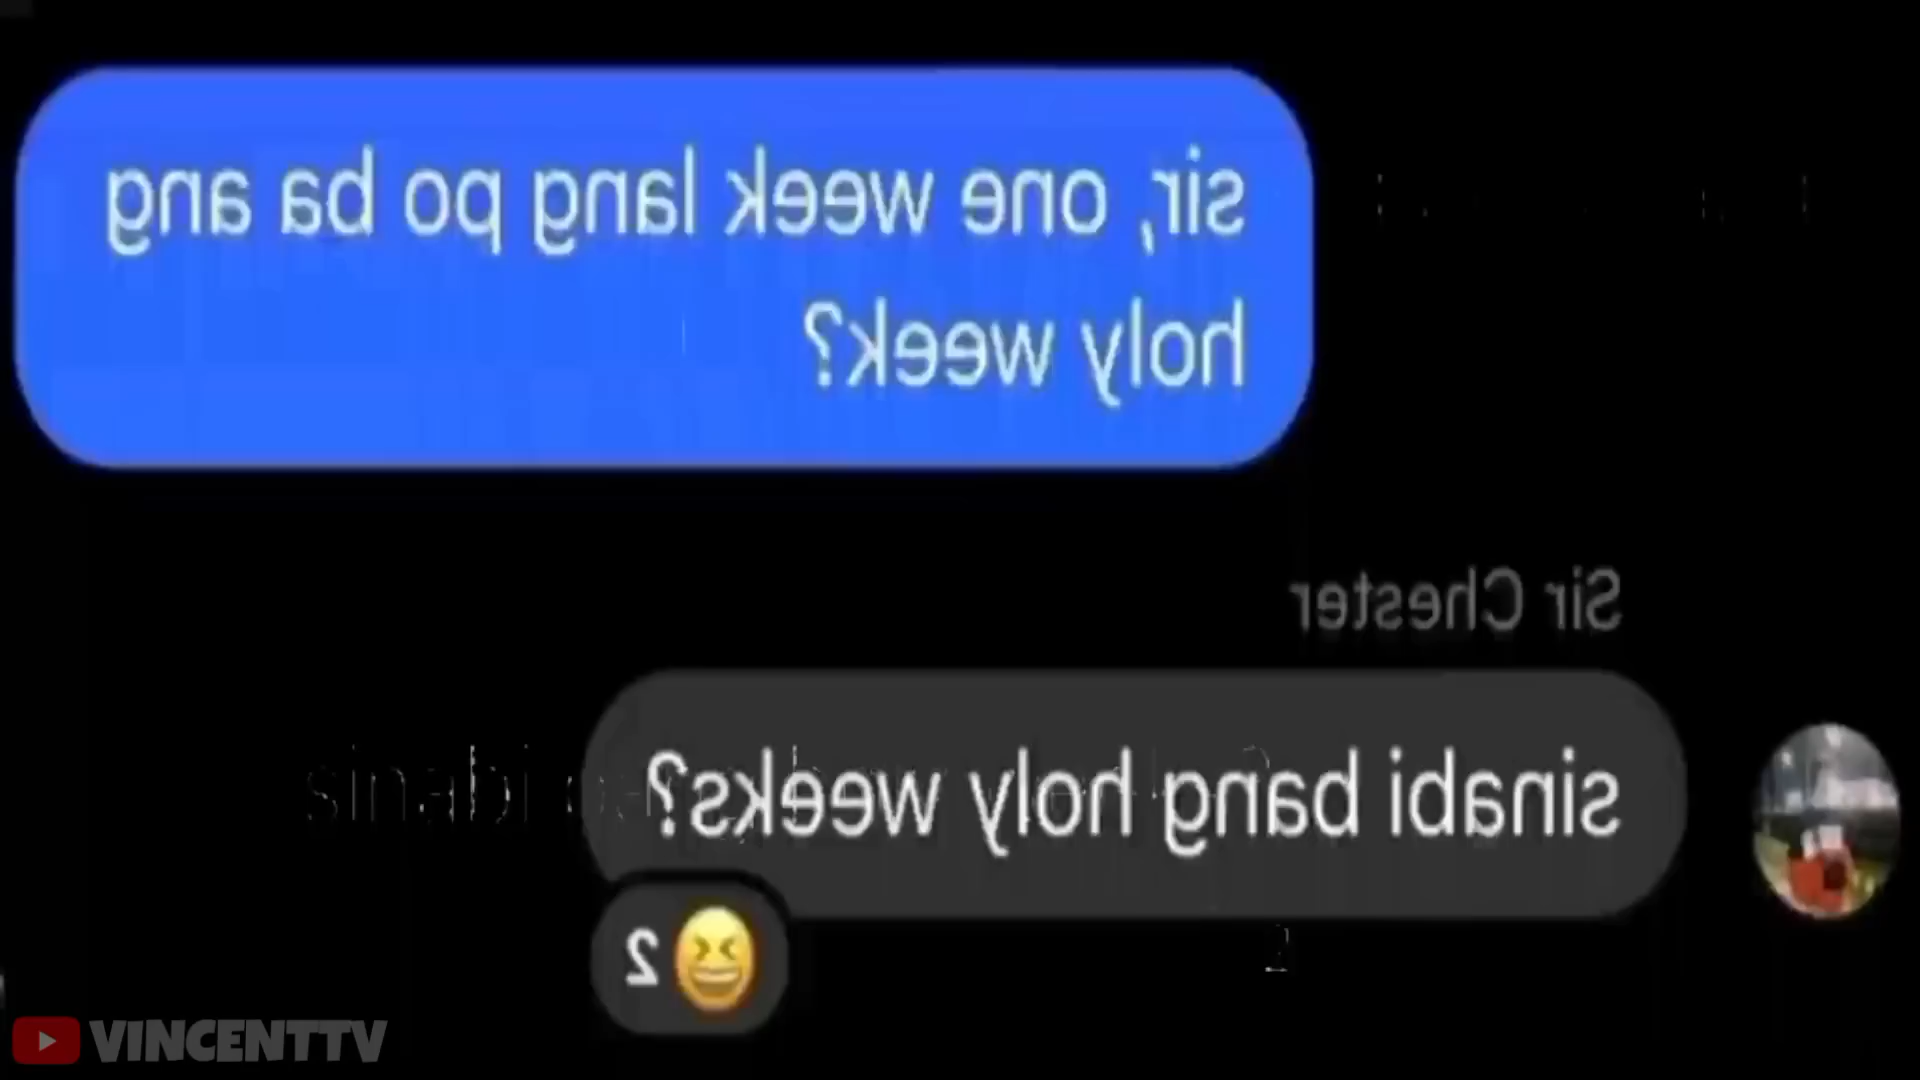 sir, one week lang po ba ang
holy week?
Sir Chester
sinabi bang holy weeks?
2
VINCENTTV